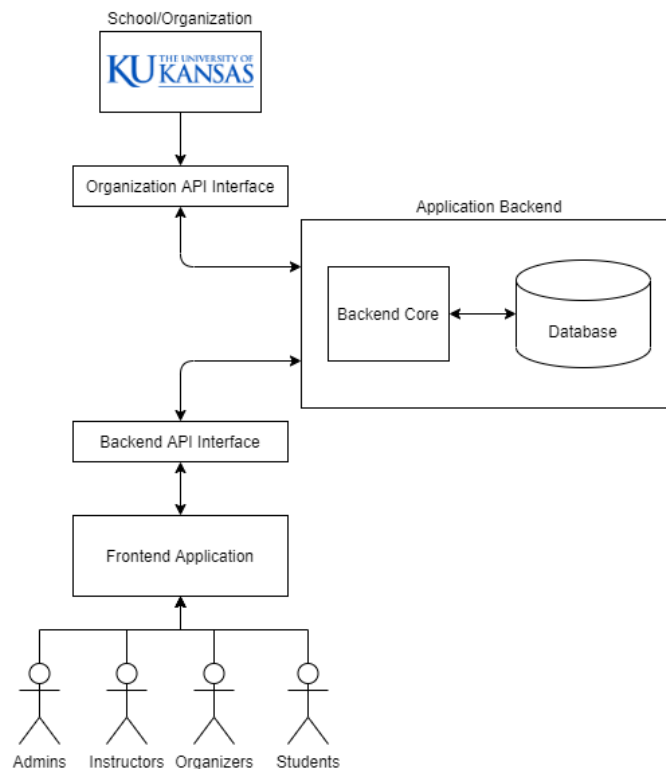 School/Organization
KU THE UNIVERSITY OF
KANSAS
Organization API Interface
Application Backend
Backend Core
Database
Backend API Interface
Frontend Application
Admins
Instructors
Organizers
Students